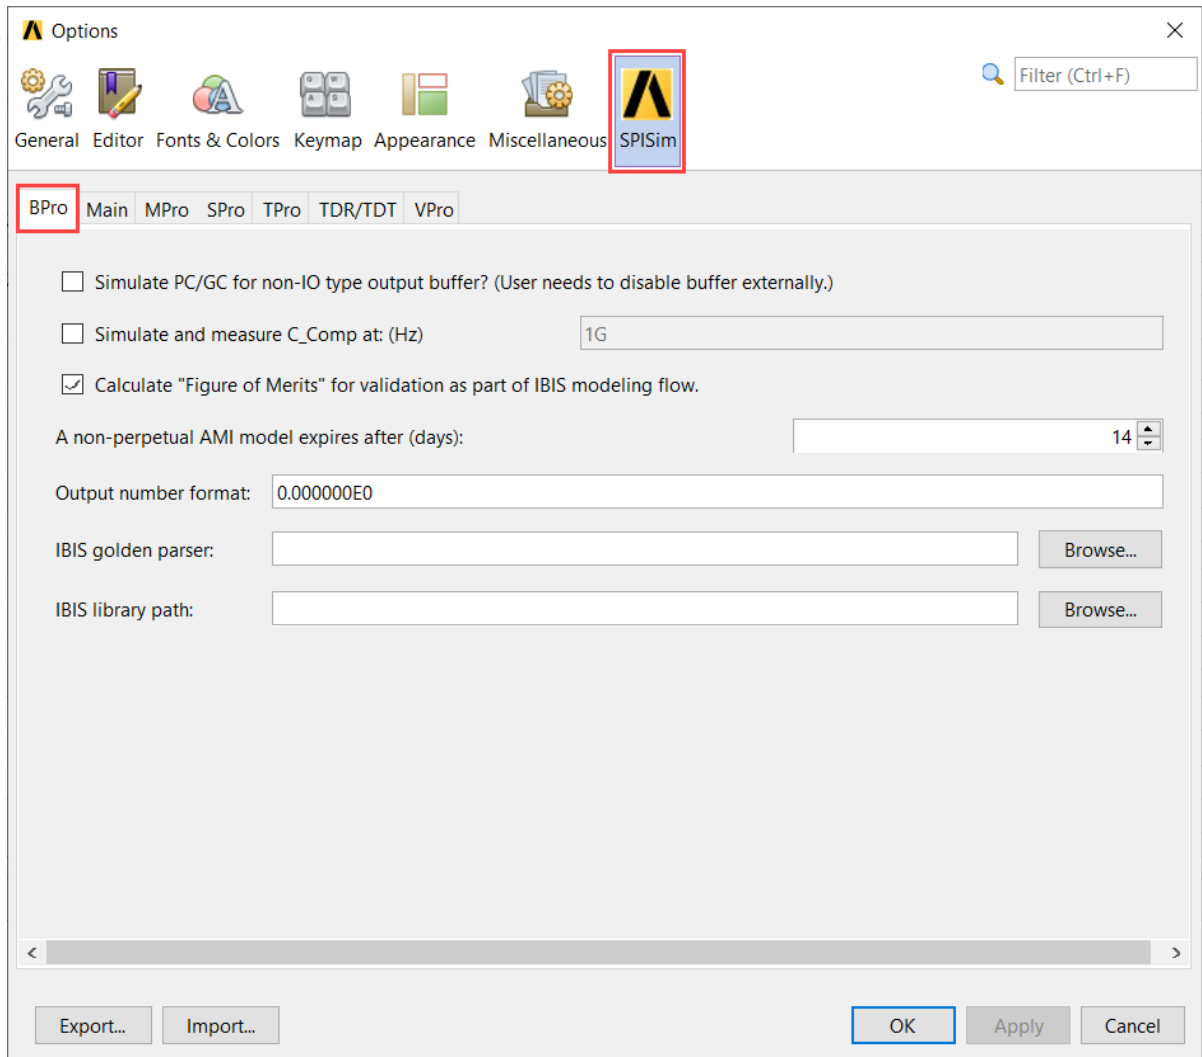 Options
Filter (Ctrl+F)
General Editor Fonts & Colors Keymap Appearance Miscellaneous SPISim
BPro Main MPro SPro TPro TDR/TDT VPro
Simulate PC/GC for non-IO type output buffer? (User needs to disable buffer externally.)
Simulate and measure C_Comp at: (Hz) 1G
Calculate "Figure of Merits" for validation as part of IBIS modeling flow.
A non-perpetual AMI model expires after (days): 14
Output number format: 0.000000E0
IBIS golden parser: Browse...
IBIS library path: Browse...
Export... Import... OK Apply Cancel